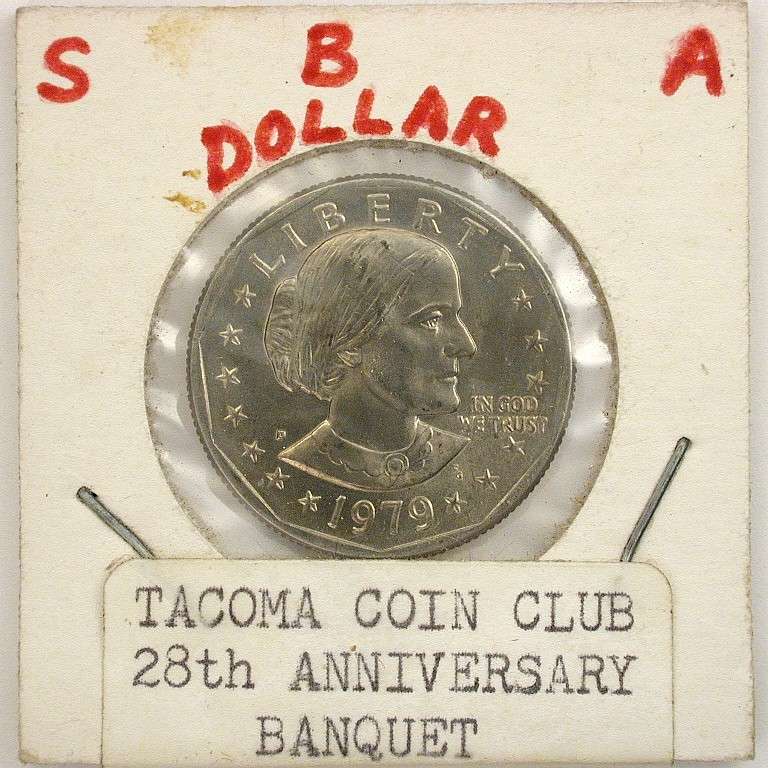 S B A
DOLLAR
LIBERTY
IN GOD
WE TRUST
P
1979
TACOMA COIN CLUB
28th ANNIVERSARY
BANQUET